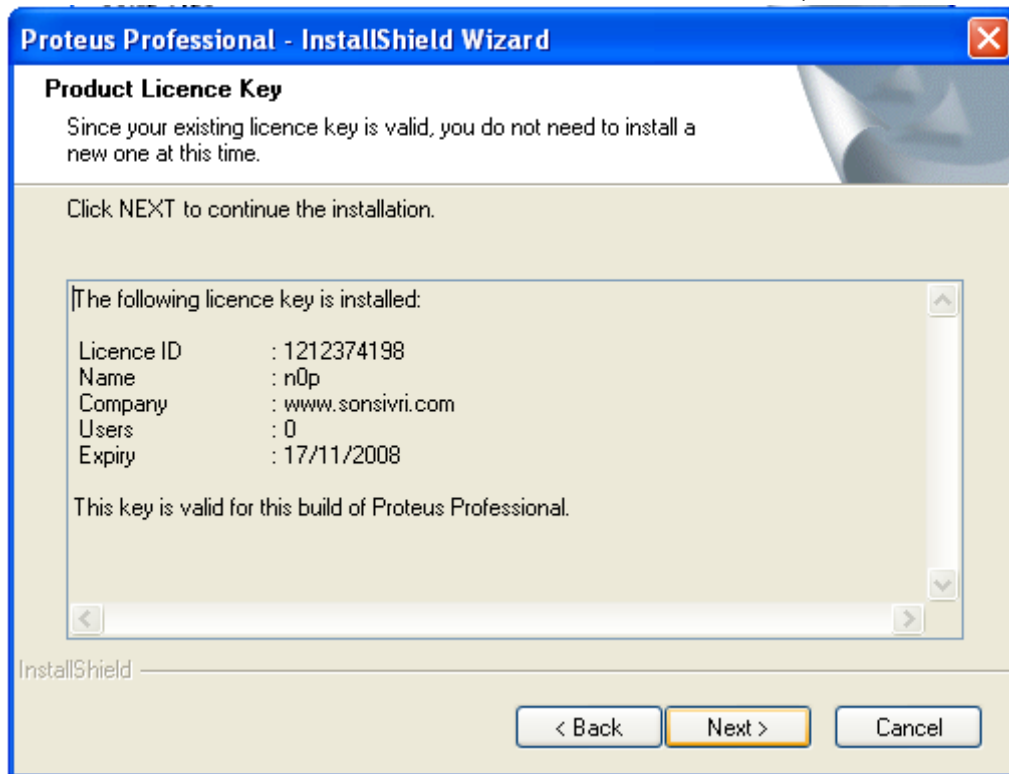 Proteus Professional - InstallShield Wizard
Product Licence Key
Since your existing licence key is valid, you do not need to install a
new one at this time.
Click NEXT to continue the installation.
The following licence key is installed:
Licence ID : 1212374198
Name : n0p
Company : www.sonsivri.com
Users : 0
Expiry : 17/11/2008
This key is valid for this build of Proteus Professional.
InstallShield
< Back Next > Cancel